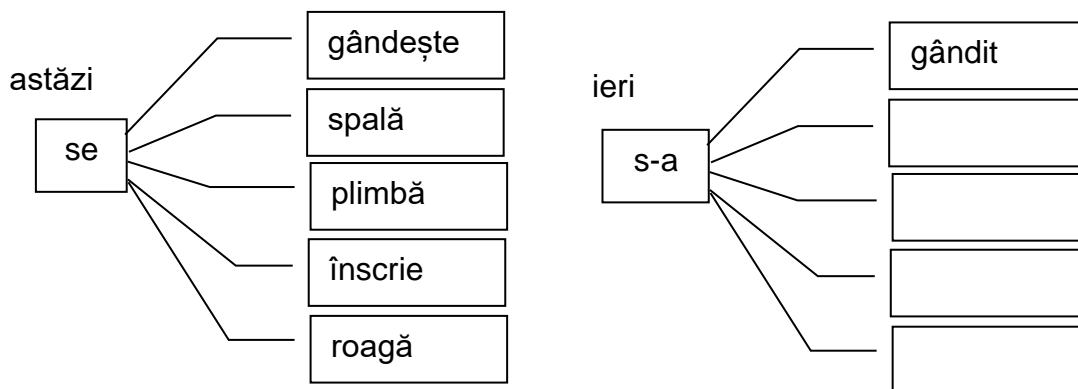 astăzi
se
gândește
spală
plimbă
înscrie
roagă
ieri
s-a
gândit